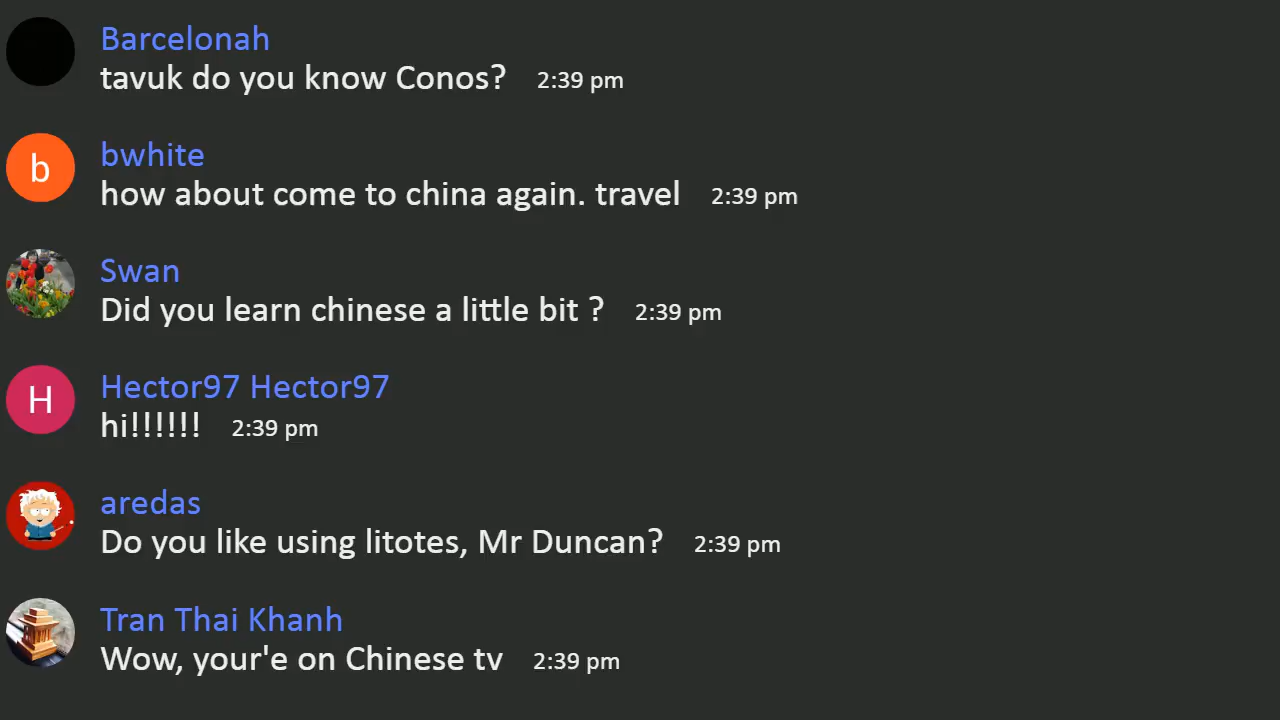 Barcelonah
tavuk do you know Conos? 2:39 pm
b
bwhite
how about come to china again. travel 2:39 pm
Swan
Did you learn chinese a little bit ? 2:39 pm
H
Hector97 Hector97
hi!!!!!! 2:39 pm
aredas
Do you like using litotes, Mr Duncan? 2:39 pm
Tran Thai Khanh
Wow, your'e on Chinese tv 2:39 pm